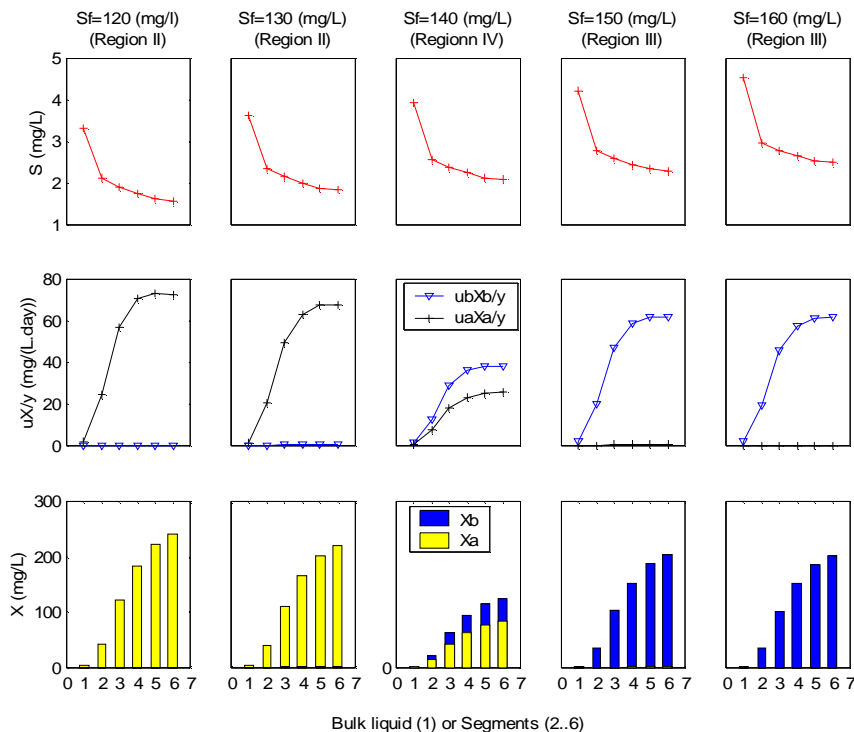 Sf=120 (mg/l) Sf=130 (mg/L) Sf=140 (mg/L) Sf=150 (mg/L) Sf=160 (mg/L)
(Region II) (Region II) (Regionn IV) (Region III) (Region III)
5
4
3
2
1
S (mg/L)
80
60
40
20
0
uX/y (mg/(L.day))
ubXb/y
uaXa/y
300
200
100
0
X (mg/L)
Xb
Xa
0
0 1 2 3 4 5 6 7 0 1 2 3 4 5 6 7 0 1 2 3 4 5 6 7 0 1 2 3 4 5 6 7 0 1 2 3 4 5 6 7
Bulk liquid (1) or Segments (2..6)